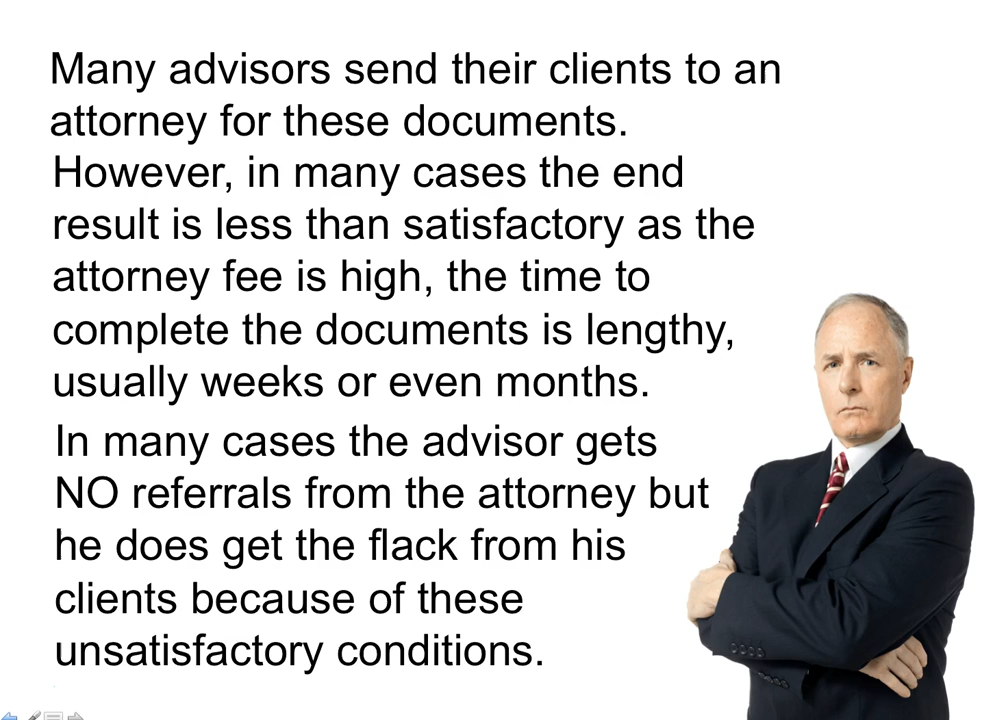 Many advisors send their clients to an
attorney for these documents.
However, in many cases the end
result is less than satisfactory as the
attorney fee is high, the time to
complete the documents is lengthy,
usually weeks or even months.
In many cases the advisor gets
NO referrals from the attorney but
he does get the flack from his
clients because of these
unsatisfactory conditions.